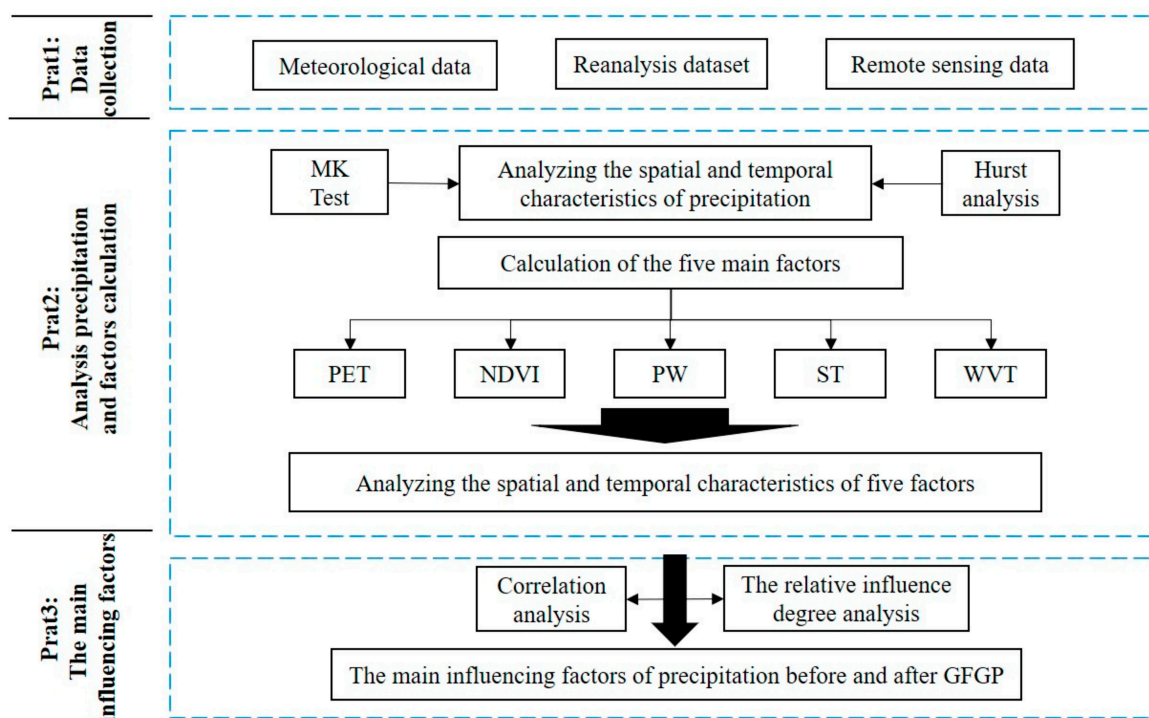 Prat1:
Data
collection
Meteorological data
Reanalysis dataset
Remote sensing data
Prat2:
Analysis precipitation
and factors calculation
MK
Test
Analyzing the spatial and temporal
characteristics of precipitation
Hurst
analysis
Calculation of the five main factors
PET
NDVI
PW
ST
WVT
Analyzing the spatial and temporal characteristics of five factors
Prat3:
The main
influencing factors
Correlation
analysis
The relative influence
degree analysis
The main influencing factors of precipitation before and after GFGP